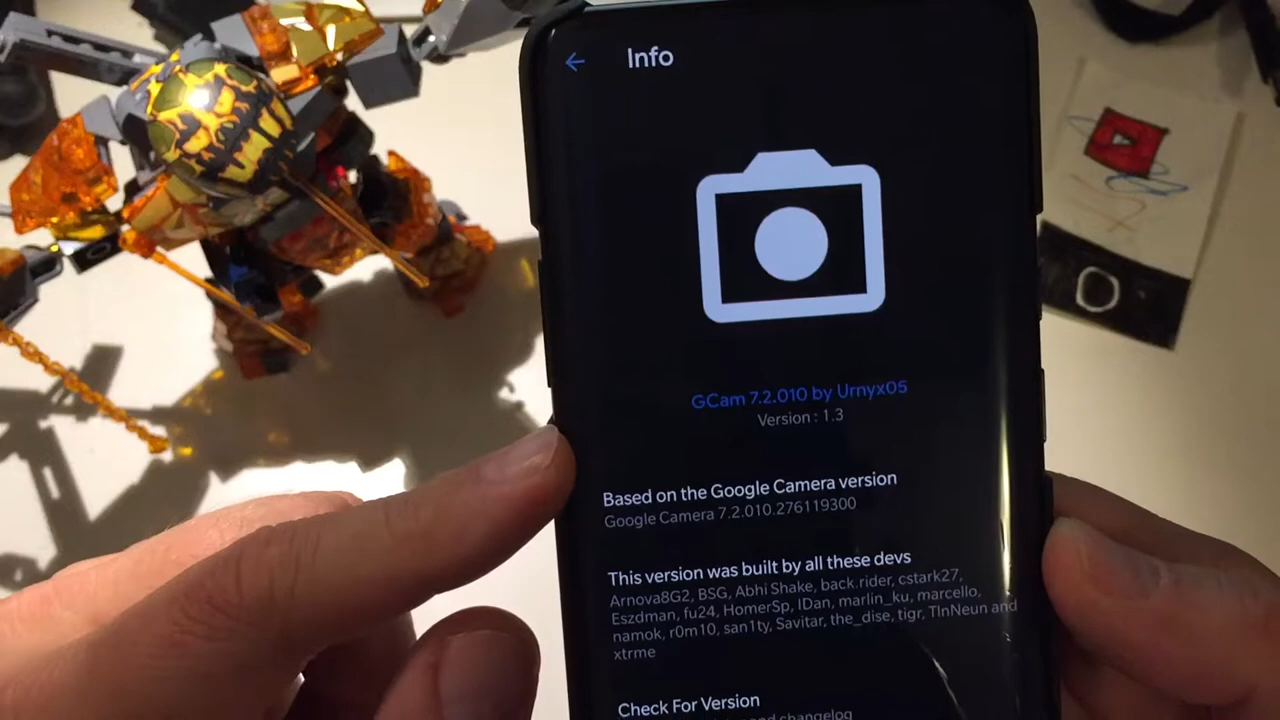 Info
GCam 7.2.010 by Urnyx05
Version : 1.3
Based on the Google Camera version
Google Camera 7.2.010.276119300
This version was built by all these devs
Arnova8G2, BSG, Abhi Shake, back.rider, cstark27,
Eszdman, fu24, HomerSp, IDan, marlin_ku, marcello,
namok, r0m10, san1ty, Savitar, the_dise, tigr, TlnNeun and
xtrme
Check For Version
and changelog